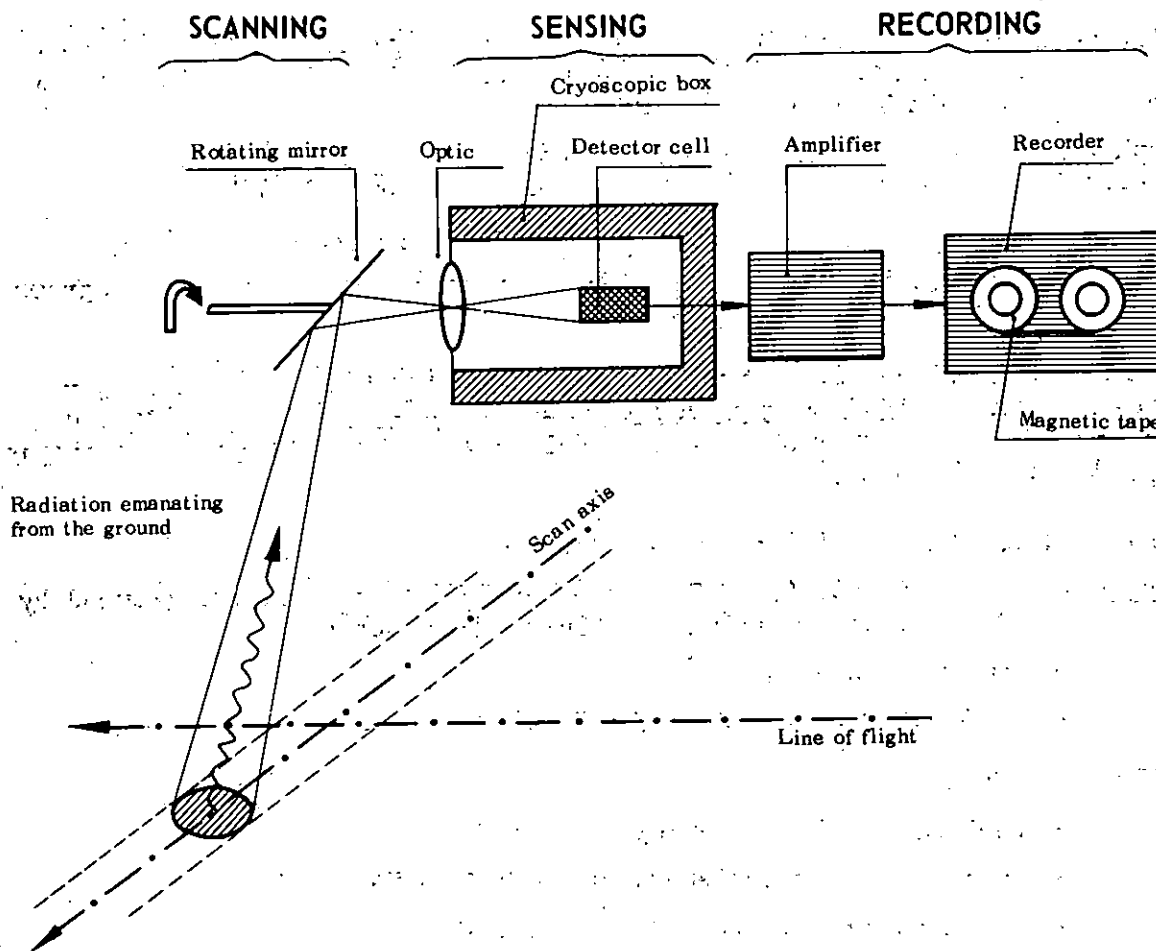 SCANNING
SENSING
RECORDING
Cryoscopic box
Rotating mirror
Optic
Detector cell
Amplifier
Recorder
Magnetic tape
Radiation emanating
from the ground
Scan axis
Line of flight